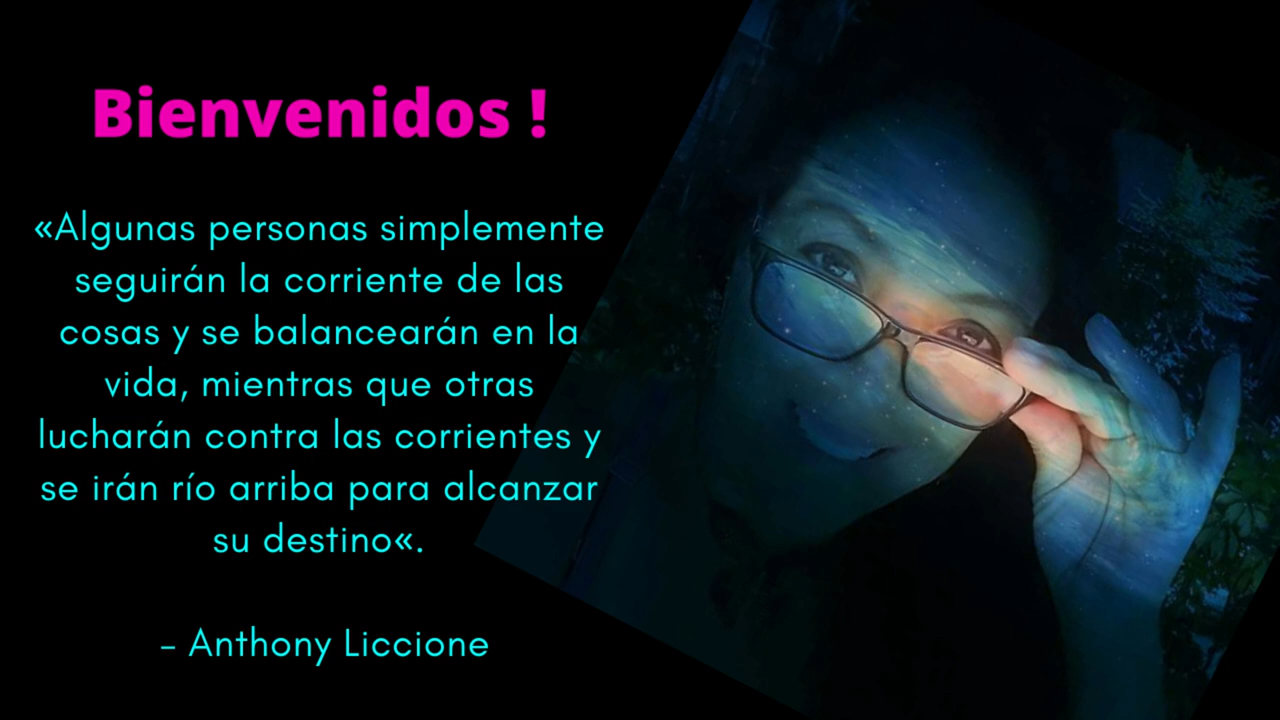 Bienvenidos !
«Algunas personas simplemente
seguirán la corriente de las
cosas y se balancearán en la
vida, mientras que otras
lucharán contra las corrientes y
se irán río arriba para alcanzar
su destino«.
– Anthony Liccione